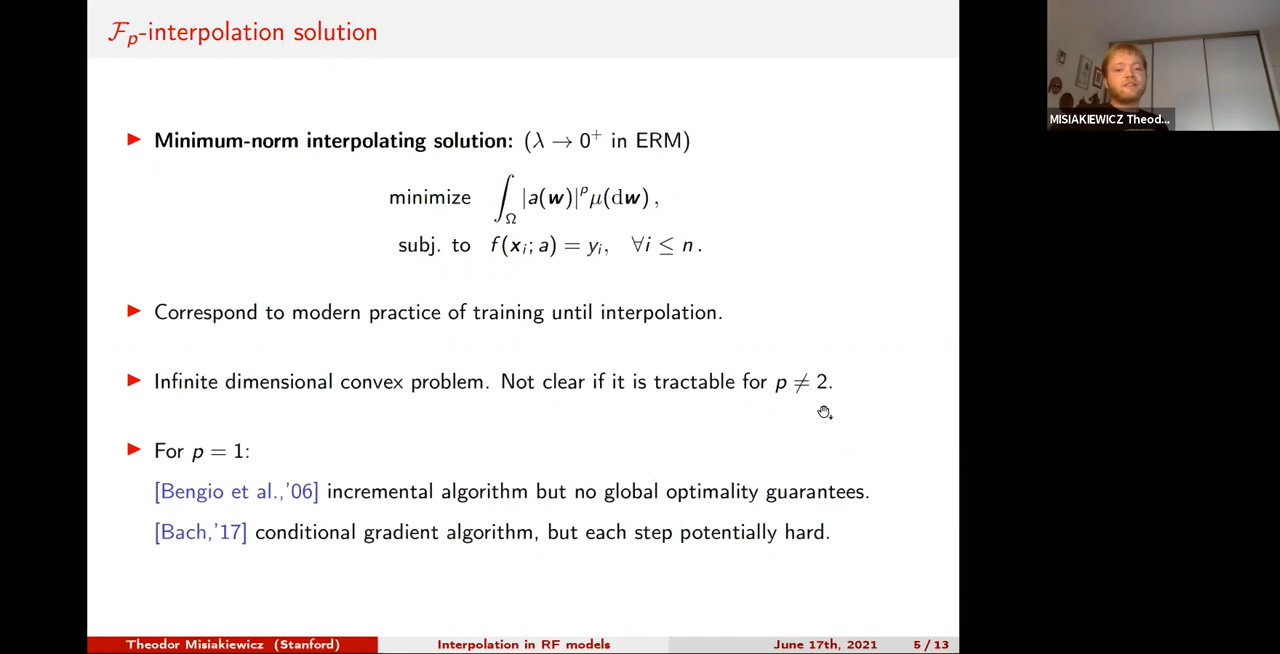 𝓕ₚ-interpolation solution
MISIAKIEWICZ Theod...
▶ Minimum-norm interpolating solution: (λ → 0⁺ in ERM)
minimize ∫_Ω |a(w)|ᵖ μ(dw) ,
subj. to f(xᵢ; a) = yᵢ, ∀i ≤ n .
▶ Correspond to modern practice of training until interpolation.
▶ Infinite dimensional convex problem. Not clear if it is tractable for p ≠ 2.
▶ For p = 1:
[Bengio et al.,'06] incremental algorithm but no global optimality guarantees.
[Bach,'17] conditional gradient algorithm, but each step potentially hard.
Theodor Misiakiewicz (Stanford) Interpolation in RF models June 17th, 2021 5 / 13